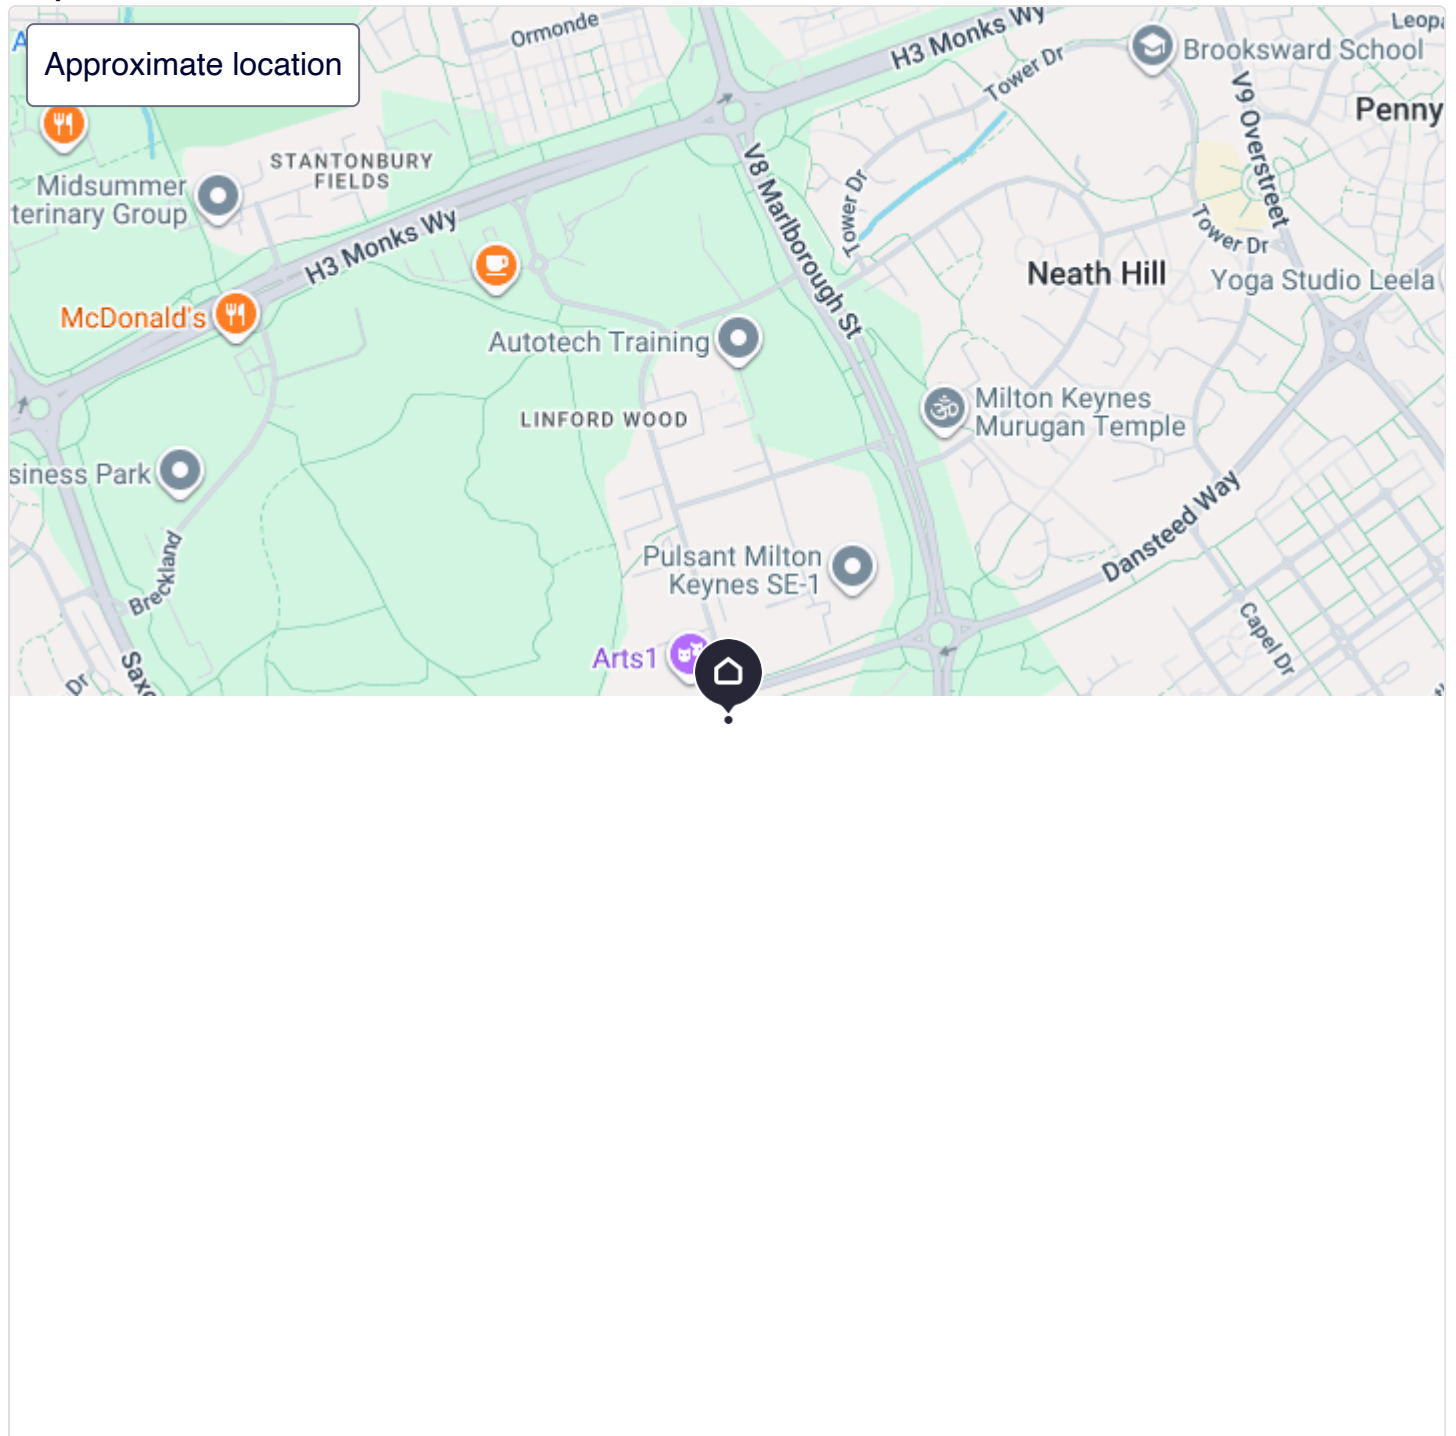 Approximate location
Ormonde
H3 Monks Wy
Tower Dr
Brooksward School
V9 Overstreet
STANTONBURY
FIELDS
Midsummer
terinary Group
H3 Monks Wy
V8 Marlborough St
Tower Dr
Tower Dr
Neath Hill
Yoga Studio Leela
McDonald's
Autotech Training
LINFORD WOOD
Milton Keynes
Murugan Temple
siness Park
Breckland
Dansteed Way
Pulsant Milton
Keynes SE-1
Capel Dr
Arts1
Dr
Penny